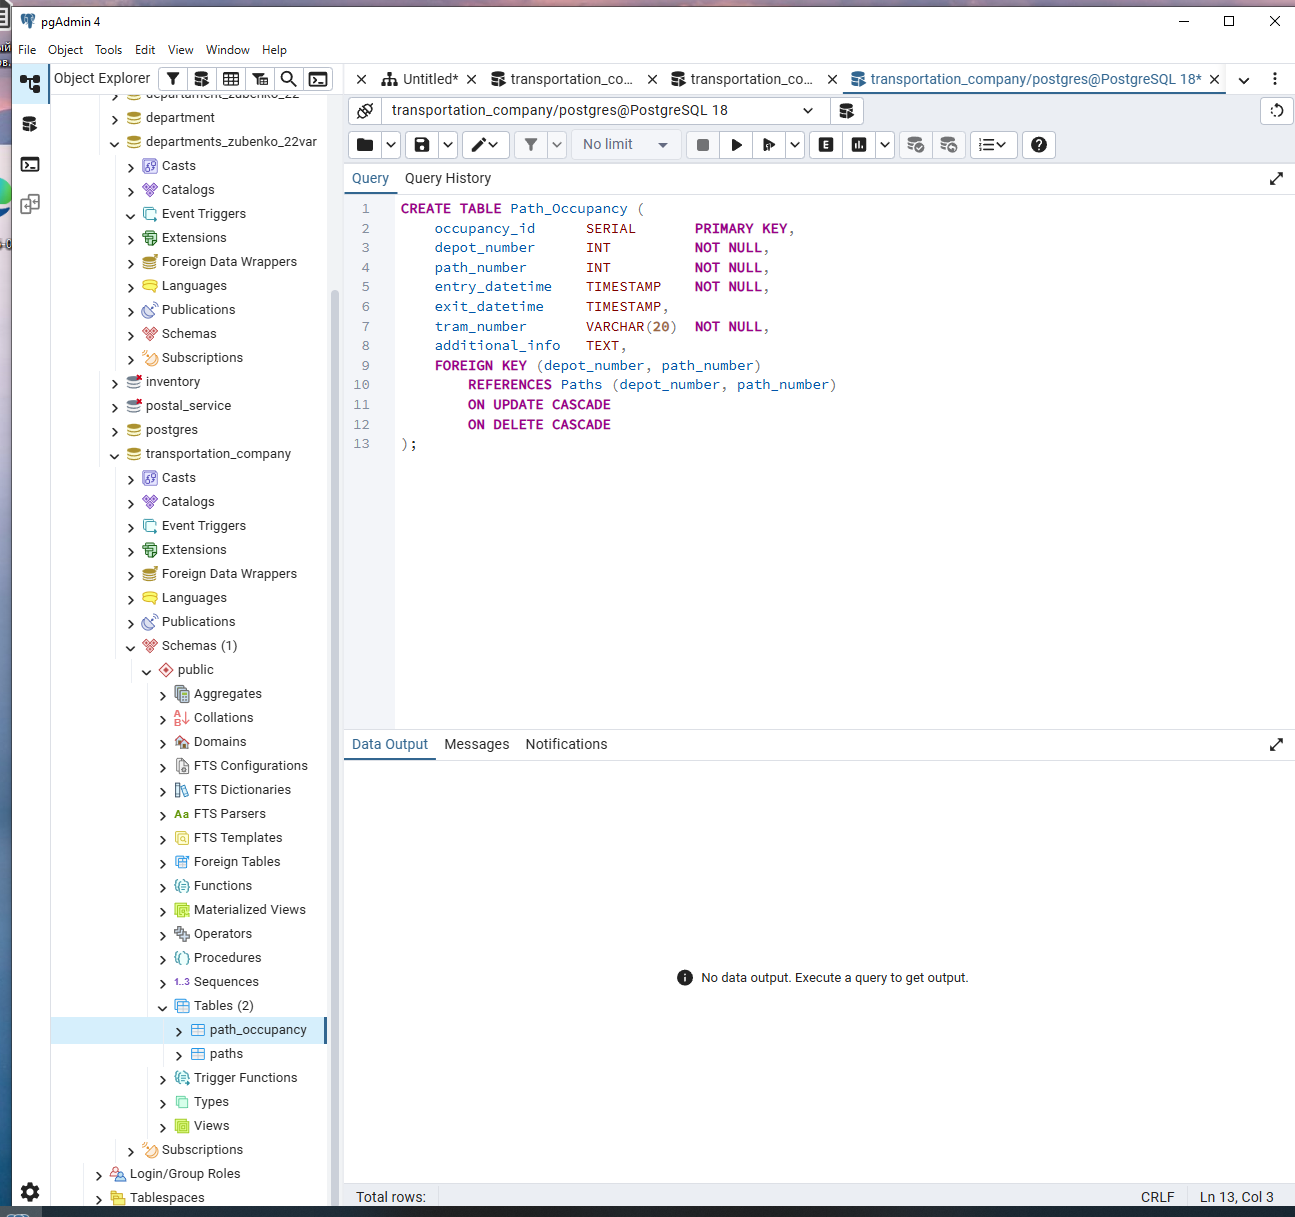 pgAdmin 4
File Object Tools Edit View Window Help
Object Explorer
Untitled* transportation_co... transportation_co... transportation_company/postgres@PostgreSQL 18*
departament_zubenko_22
department
departments_zubenko_22var
Casts
Catalogs
Event Triggers
Extensions
Foreign Data Wrappers
Languages
Publications
Schemas
Subscriptions
inventory
postal_service
postgres
transportation_company
Casts
Catalogs
Event Triggers
Extensions
Foreign Data Wrappers
Languages
Publications
Schemas (1)
public
Aggregates
Collations
Domains
FTS Configurations
FTS Dictionaries
Aa FTS Parsers
FTS Templates
Foreign Tables
Functions
Materialized Views
Operators
Procedures
1..3 Sequences
Tables (2)
path_occupancy
paths
Trigger Functions
Types
Views
Subscriptions
Login/Group Roles
Tablespaces
transportation_company/postgres@PostgreSQL 18
No limit
E
Query Query History
1 CREATE TABLE Path_Occupancy (
2 occupancy_id SERIAL PRIMARY KEY,
3 depot_number INT NOT NULL,
4 path_number INT NOT NULL,
5 entry_datetime TIMESTAMP NOT NULL,
6 exit_datetime TIMESTAMP,
7 tram_number VARCHAR(20) NOT NULL,
8 additional_info TEXT,
9 FOREIGN KEY (depot_number, path_number)
10 REFERENCES Paths (depot_number, path_number)
11 ON UPDATE CASCADE
12 ON DELETE CASCADE
13 );
Data Output Messages Notifications
No data output. Execute a query to get output.
Total rows:
CRLF
Ln 13, Col 3